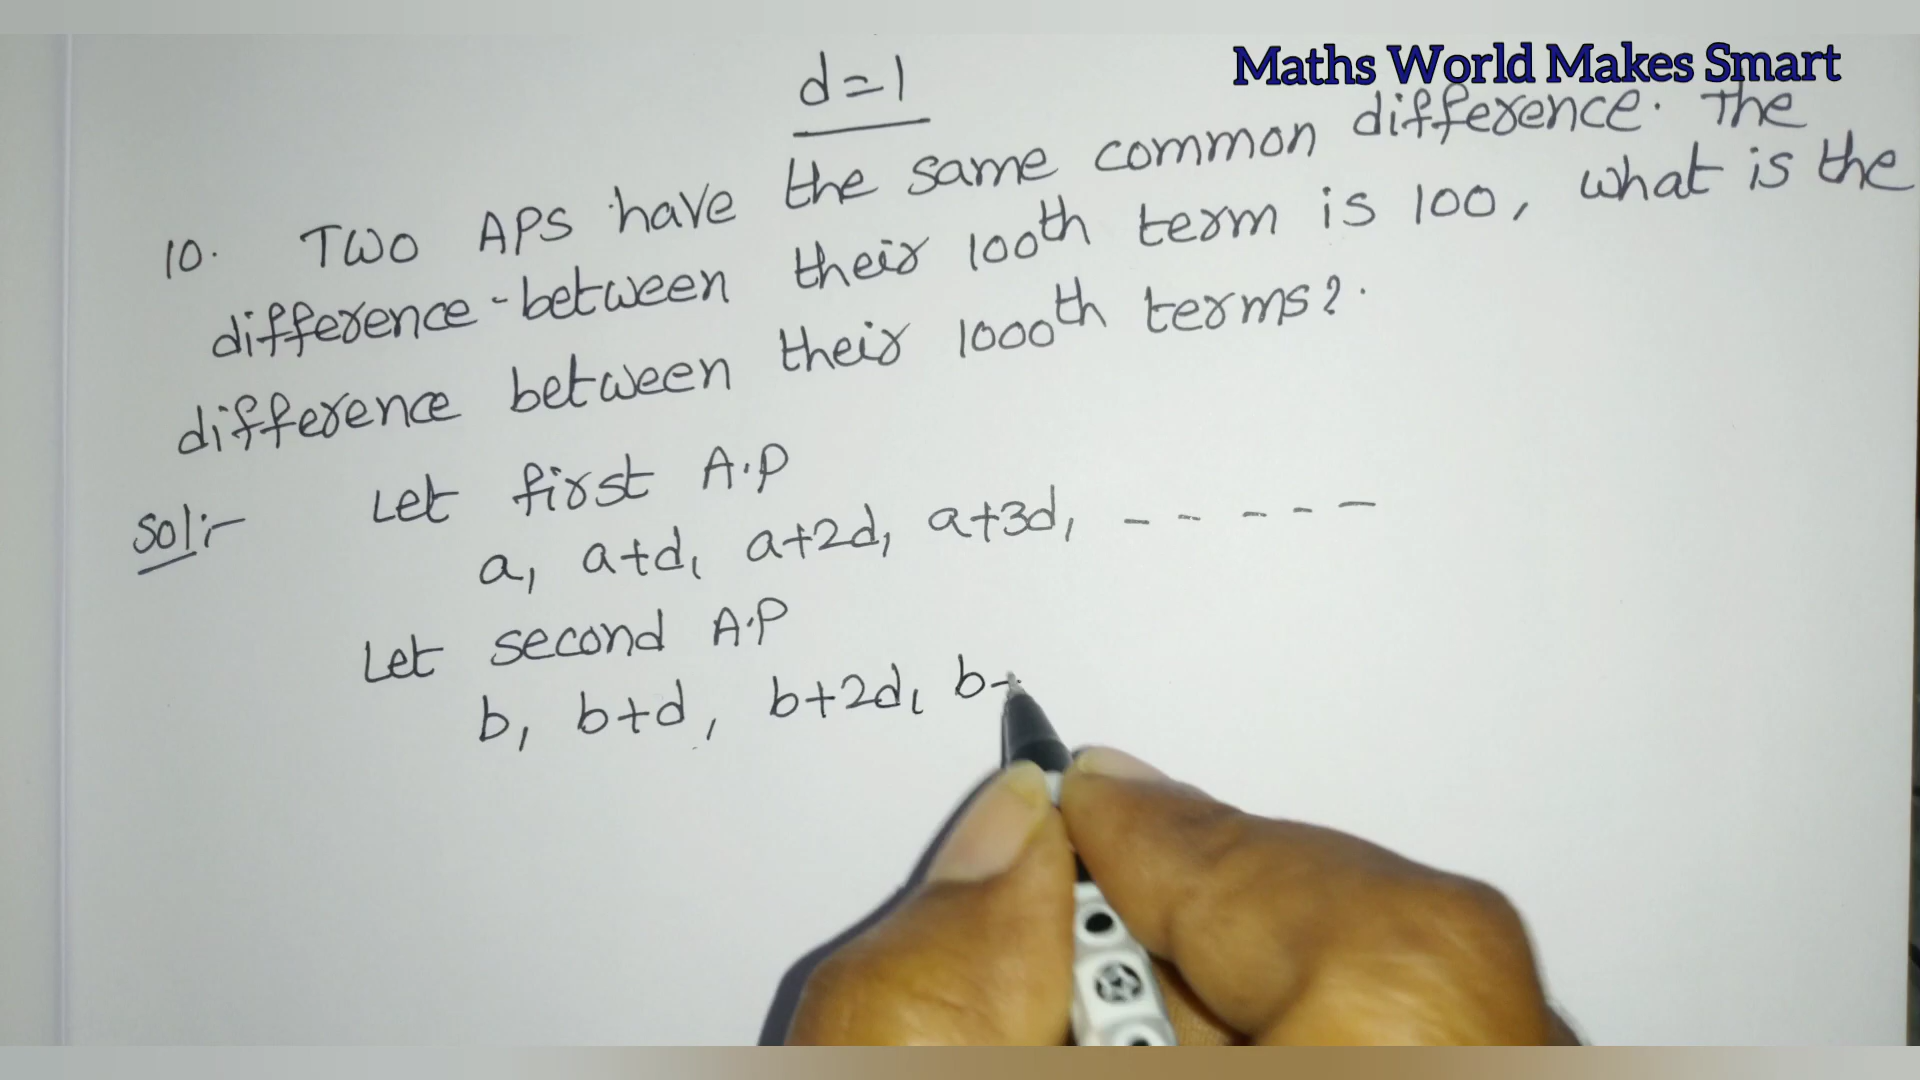 Maths World Makes Smart
d=1
10. Two APS have the same common difference. The
difference between their 100th term is 100, what is the
difference between their 1000th terms?
Sol:- Let first A.P
a, a+d, a+2d, a+3d, - - - - -
Let second A.P
b, b+d, b+2d, b-